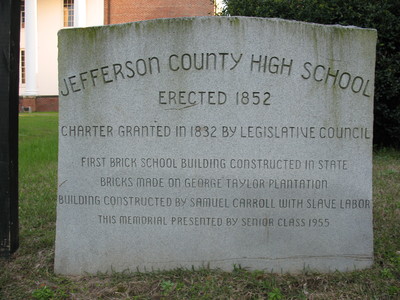 JEFFERSON COUNTY HIGH SCHOOL
ERECTED 1852
CHARTER GRANTED IN 1832 BY LEGISLATIVE COUNCIL
FIRST BRICK SCHOOL BUILDING CONSTRUCTED IN STATE
BRICKS MADE ON GEORGE TAYLOR PLANTATION
BUILDING CONSTRUCTED BY SAMUEL CARROLL WITH SLAVE LABOR
THIS MEMORIAL PRESENTED BY SENIOR CLASS 1955